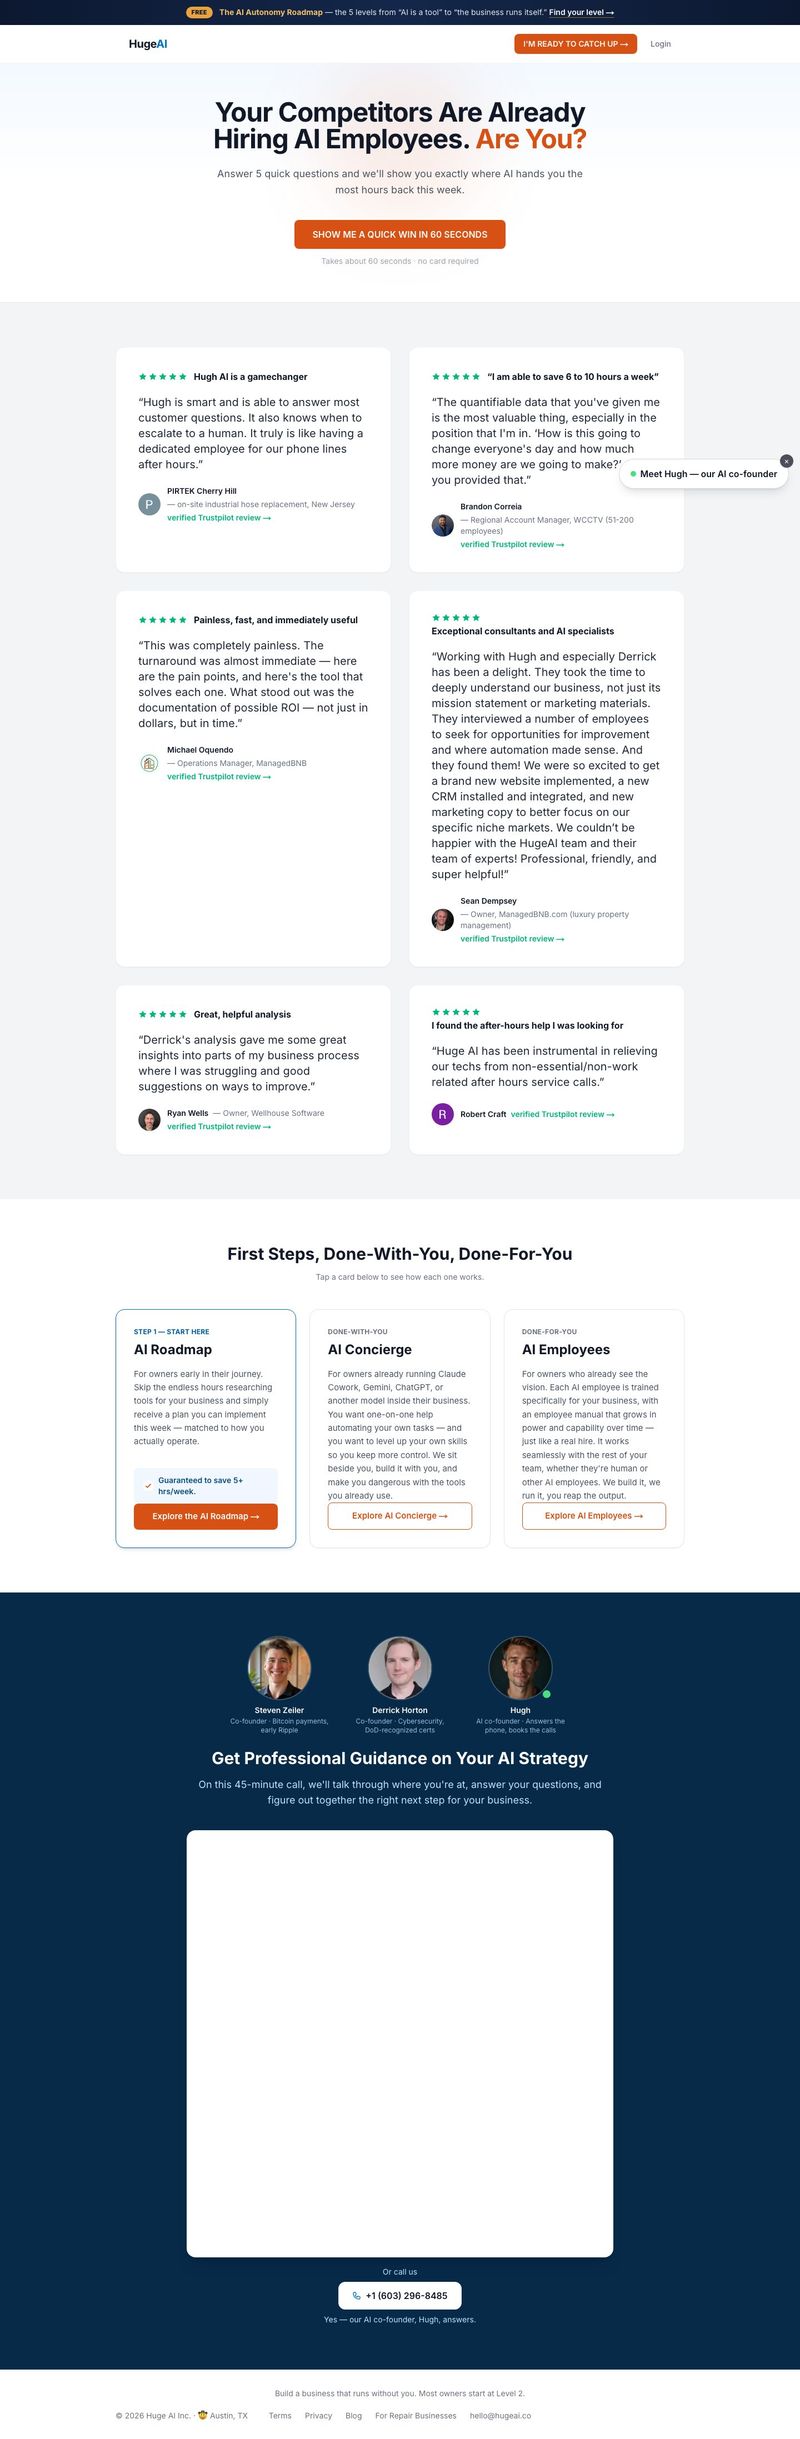 FREE The AI Autonomy Roadmap — the 5 levels from “AI is a tool” to “the business runs itself.” Find your level →
HugeAI
I'M READY TO CATCH UP →
Login
Your Competitors Are Already
Hiring AI Employees. Are You?
Answer 5 quick questions and we'll show you exactly where AI hands you the
most hours back this week.
SHOW ME A QUICK WIN IN 60 SECONDS
Takes about 60 seconds · no card required
Hugh AI is a gamechanger
“Hugh is smart and is able to answer most
customer questions. It also knows when to
escalate to a human. It truly is like having a
dedicated employee for our phone lines
after hours.”
P
PIRTEK Cherry Hill
— on-site industrial hose replacement, New Jersey
verified Trustpilot review →
“I am able to save 6 to 10 hours a week”
“The quantifiable data that you've given me
is the most valuable thing, especially in the
position that I'm in. ‘How is this going to
change everyone's day and how much
more money are we going to make?’
you provided that.”
Brandon Correia
— Regional Account Manager, WCCTV (51-200
employees)
verified Trustpilot review →
×
Meet Hugh — our AI co-founder
Painless, fast, and immediately useful
“This was completely painless. The
turnaround was almost immediate — here
are the pain points, and here's the tool that
solves each one. What stood out was the
documentation of possible ROI — not just in
dollars, but in time.”
Michael Oquendo
— Operations Manager, ManagedBNB
verified Trustpilot review →
Exceptional consultants and AI specialists
“Working with Hugh and especially Derrick
has been a delight. They took the time to
deeply understand our business, not just its
mission statement or marketing materials.
They interviewed a number of employees
to seek for opportunities for improvement
and where automation made sense. And
they found them! We were so excited to get
a brand new website implemented, a new
CRM installed and integrated, and new
marketing copy to better focus on our
specific niche markets. We couldn’t be
happier with the HugeAI team and their
team of experts! Professional, friendly, and
super helpful!”
Sean Dempsey
— Owner, ManagedBNB.com (luxury property
management)
verified Trustpilot review →
Great, helpful analysis
“Derrick's analysis gave me some great
insights into parts of my business process
where I was struggling and good
suggestions on ways to improve.”
Ryan Wells — Owner, Wellhouse Software
verified Trustpilot review →
I found the after-hours help I was looking for
“Huge AI has been instrumental in relieving
our techs from non-essential/non-work
related after hours service calls.”
R
Robert Craft verified Trustpilot review →
First Steps, Done-With-You, Done-For-You
Tap a card below to see how each one works.
STEP 1 — START HERE
AI Roadmap
For owners early in their journey.
Skip the endless hours researching
tools for your business and simply
receive a plan you can implement
this week — matched to how you
actually operate.
Guaranteed to save 5+
hrs/week.
Explore the AI Roadmap →
DONE-WITH-YOU
AI Concierge
For owners already running Claude
Cowork, Gemini, ChatGPT, or
another model inside their business.
You want one-on-one help
automating your own tasks — and
you want to level up your own skills
so you keep more control. We sit
beside you, build it with you, and
make you dangerous with the tools
you already use.
Explore AI Concierge →
DONE-FOR-YOU
AI Employees
For owners who already see the
vision. Each AI employee is trained
specifically for your business, with
an employee manual that grows in
power and capability over time —
just like a real hire. It works
seamlessly with the rest of your
team, whether they're human or
other AI employees. We build it, we
run it, you reap the output.
Explore AI Employees →
Steven Zeiler
Co-founder · Bitcoin payments,
early Ripple
Derrick Horton
Co-founder · Cybersecurity,
DoD-recognized certs
Hugh
AI co-founder · Answers the
phone, books the calls
Get Professional Guidance on Your AI Strategy
On this 45-minute call, we'll talk through where you're at, answer your questions, and
figure out together the right next step for your business.
Or call us
+1 (603) 296-8485
Yes — our AI co-founder, Hugh, answers.
Build a business that runs without you. Most owners start at Level 2.
© 2026 Huge AI Inc. · 🤠 Austin, TX
Terms
Privacy
Blog
For Repair Businesses
hello@hugeai.co